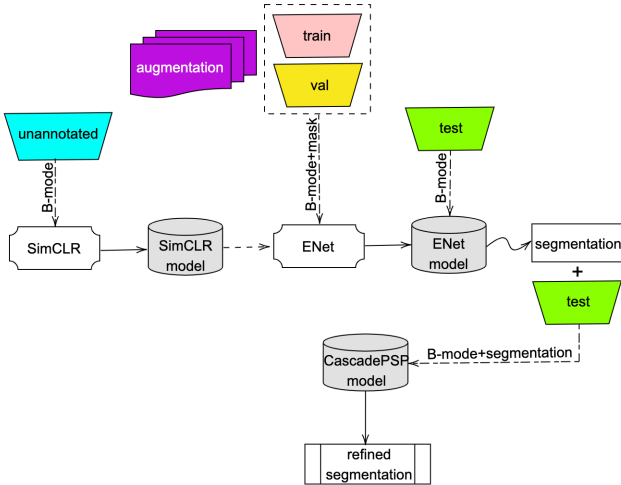 train
augmentation
val
unannotated
test
B-mode
B-mode+mask
B-mode
SimCLR
SimCLR
model
ENet
ENet
model
segmentation
+
test
B-mode+segmentation
CascadePSP
model
refined
segmentation